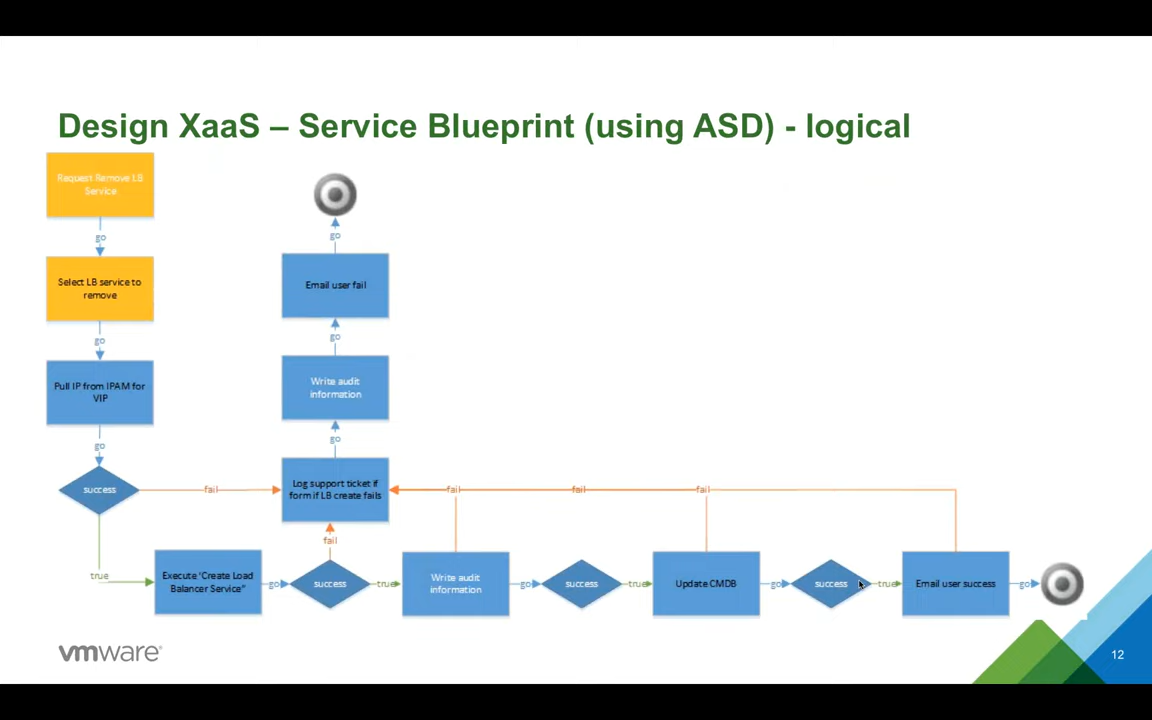 Design XaaS – Service Blueprint (using ASD) - logical
Request Remove LB
Service
go
Select LB service to
remove
go
Pull IP from IPAM for
VIP
go
success
fail
true
go
Email user fail
go
Write audit
information
go
Log support ticket if
form if LB create fails
fail
fail
fail
fail
Execute 'Create Load
Balancer Service"
go
success
true
Write audit
information
go
success
true
Update CMDB
go
success
true
Email user success
go
vmware®
12